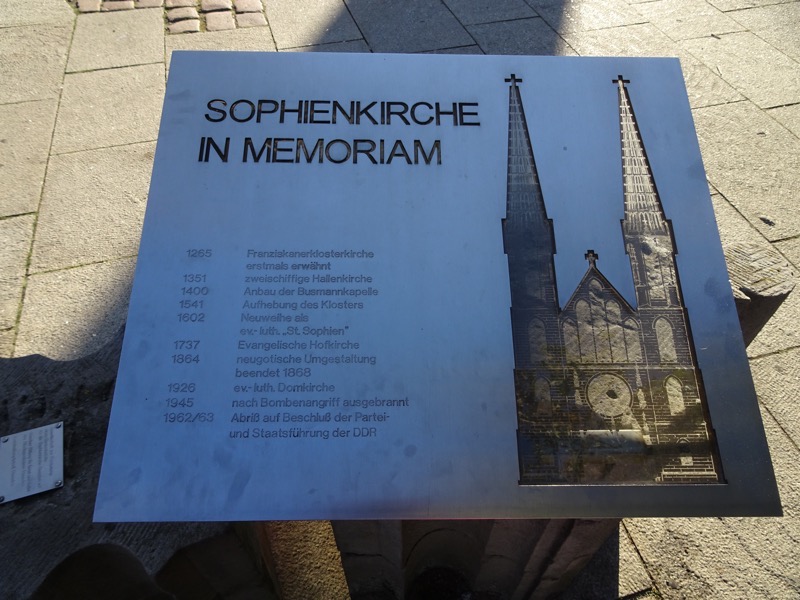 SOPHIENKIRCHE
IN MEMORIAM
1265 Franziskanerklosterkirche
erstmals erwähnt
1351 zweischiffige Hallenkirche
1400 Anbau der Busmannkapelle
1541 Aufhebung des Klosters
1602 Neuweihe als
ev.-luth. „St. Sophien"
1737 Evangelische Hofkirche
1864 neugotische Umgestaltung
beendet 1868
1926 ev.-luth. Domkirche
1945 nach Bombenangriff ausgebrannt
1962/63 Abriß auf Beschluß der Partei-
und Staatsführung der DDR